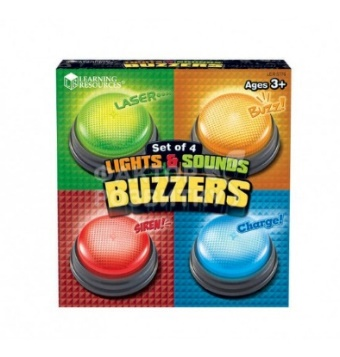 LEARNING
RESOURCES
LASER
Ages 3+
Buzz!
Set of 4
LIGHTS & SOUNDS
BUZZERS
SIREN!
Charge!